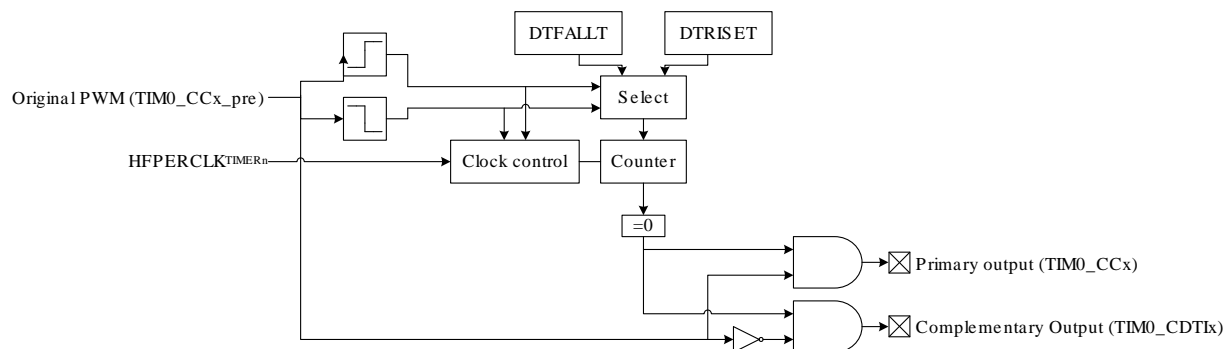 DTFALLT
DTRISET
Original PWM (TIM0_CCx_pre)
Select
HFPERCLKTIMERn
Clock control
Counter
=0
Primary output (TIM0_CCx)
Complementary Output (TIM0_CDTIx)